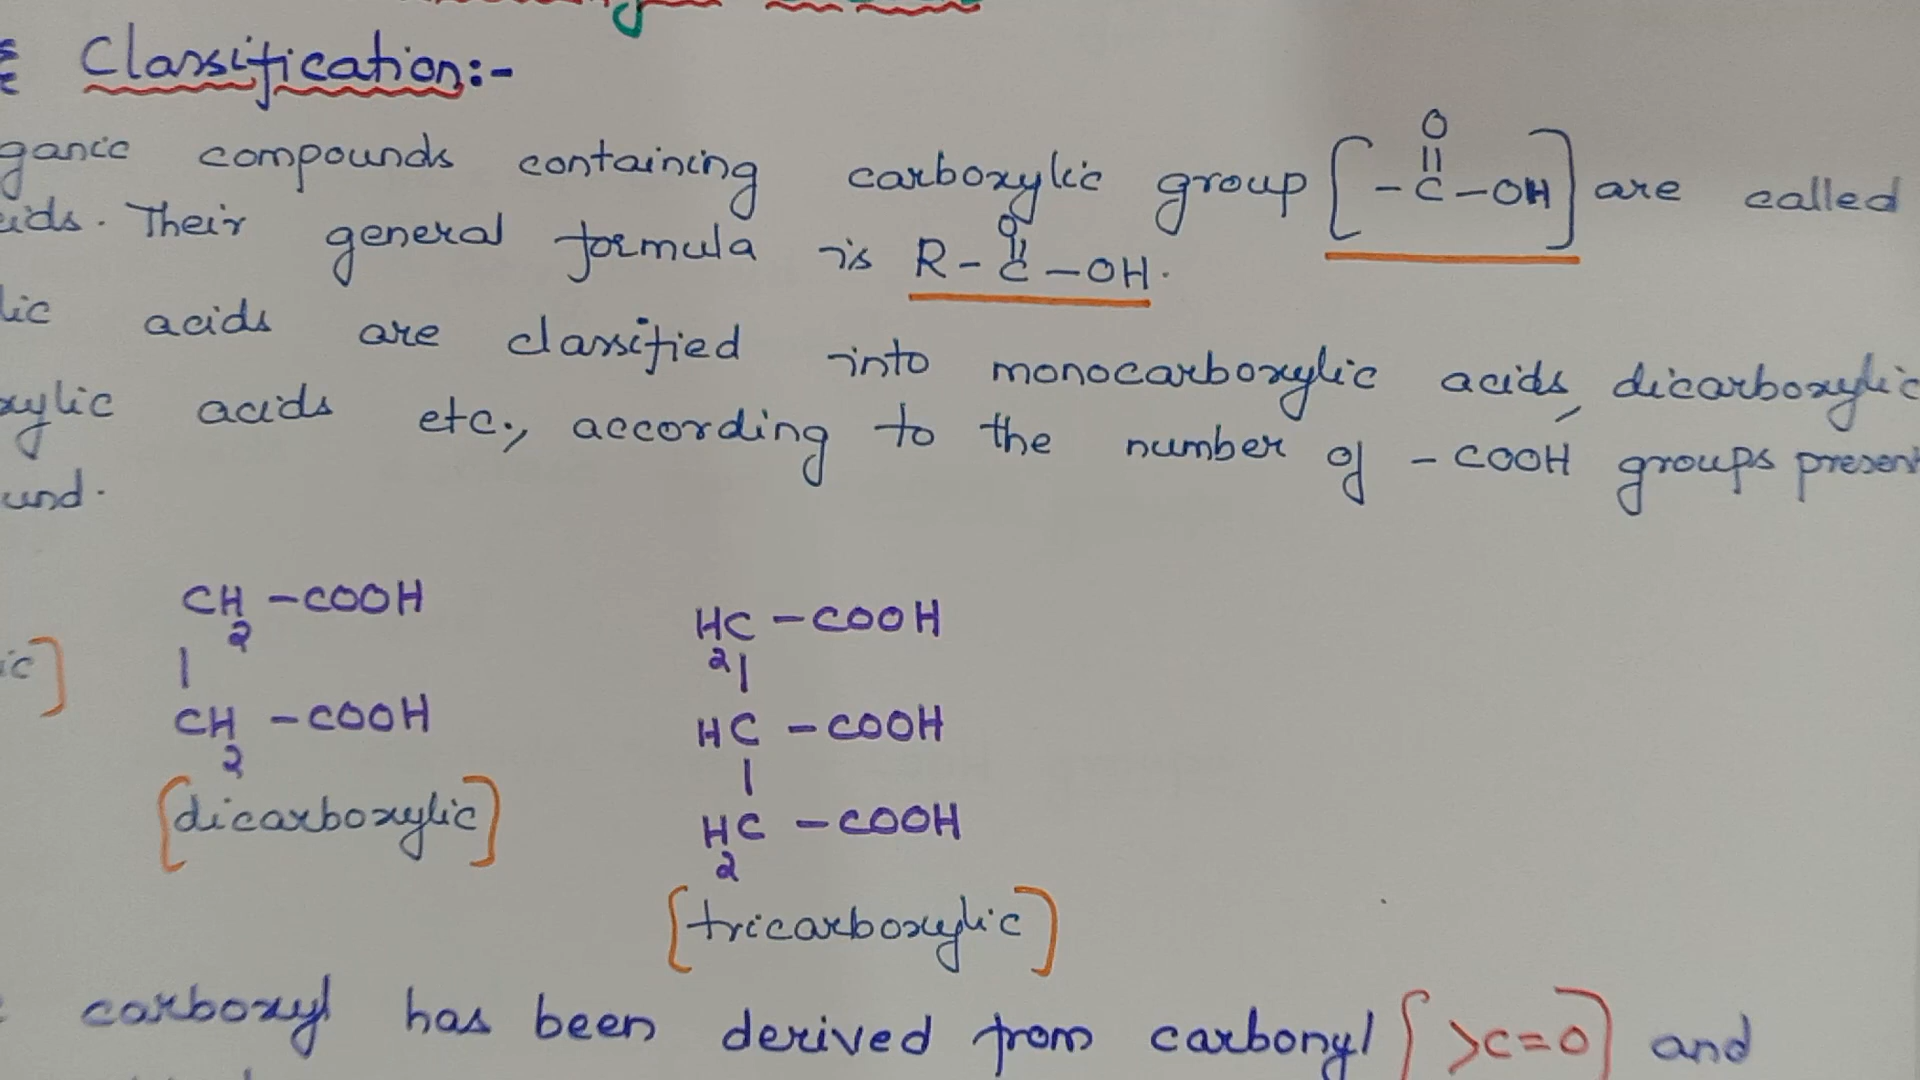 Classification:-
ganic compounds containing carboxylic group [-C(=O)-OH] are called
ids. Their general formula is R-C(=O)-OH.
lic acids are classified into monocarboxylic acids, dicarboxylic
xylic acids etc., according to the number of -COOH groups present
und.
CH2 -COOH
|
CH2 -COOH
[dicarboxylic]
H2C -COOH
|
HC -COOH
|
H2C -COOH
[tricarboxylic]
ic]
carboxyl has been derived from carbonyl [>C=O] and